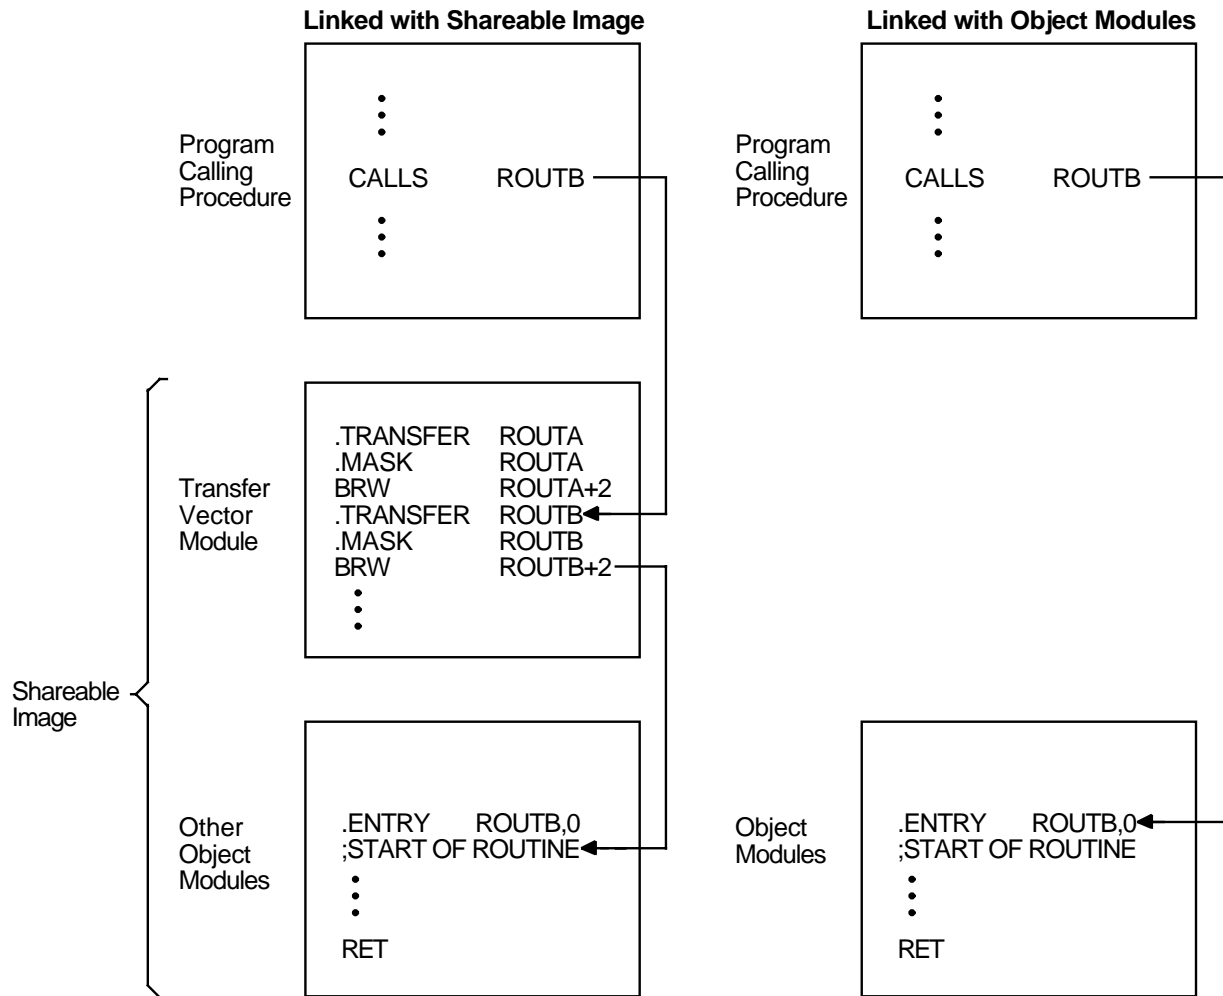 Linked with Shareable Image
Linked with Object Modules
Program
Calling
Procedure
CALLS ROUTB
Program
Calling
Procedure
CALLS ROUTB
Shareable
Image
Transfer
Vector
Module
.TRANSFER ROUTA
.MASK ROUTA
BRW ROUTA+2
.TRANSFER ROUTB
.MASK ROUTB
BRW ROUTB+2
Other
Object
Modules
.ENTRY ROUTB,0
;START OF ROUTINE
RET
Object
Modules
.ENTRY ROUTB,0
;START OF ROUTINE
RET